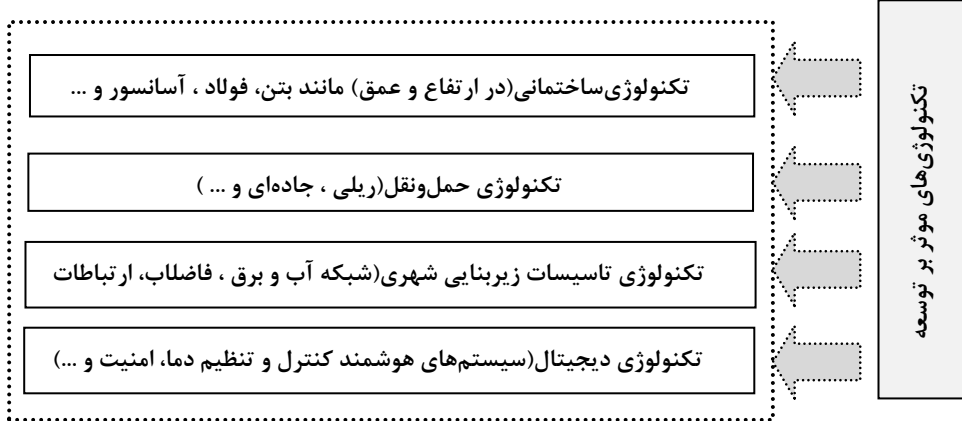 تکنولوژی‌های موثر بر توسعه
تکنولوژی‌ساختمانی(در ارتفاع و عمق) مانند بتن، فولاد ، آسانسور و ...
تکنولوژی حمل‌ونقل(ریلی ، جاده‌ای و ... )
تکنولوژی تاسیسات زیربنایی شهری(شبکه آب و برق ، فاضلاب، ارتباطات
تکنولوژی دیجیتال(سیستم‌های هوشمند کنترل و تنظیم دما، امنیت و ...)